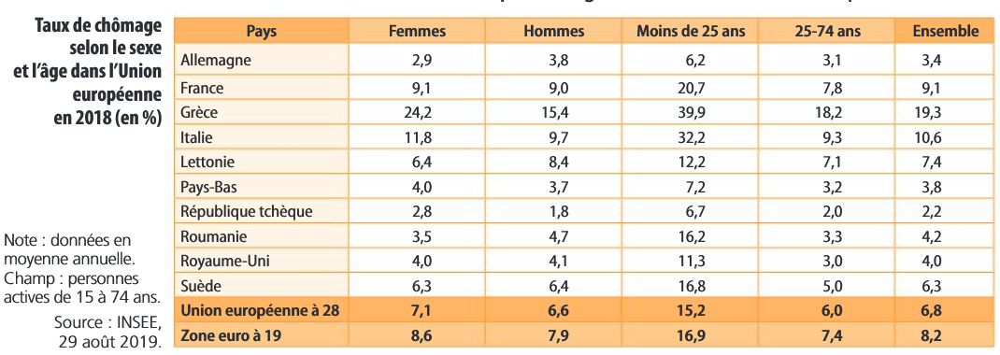 Taux de chômage
selon le sexe
et l'âge dans l'Union
européenne
en 2018 (en %)
Pays Femmes Hommes Moins de 25 ans 25-74 ans Ensemble
Allemagne 2,9 3,8 6,2 3,1 3,4
France 9,1 9,0 20,7 7,8 9,1
Grèce 24,2 15,4 39,9 18,2 19,3
Italie 11,8 9,7 32,2 9,3 10,6
Lettonie 6,4 8,4 12,2 7,1 7,4
Pays-Bas 4,0 3,7 7,2 3,2 3,8
République tchèque 2,8 1,8 6,7 2,0 2,2
Roumanie 3,5 4,7 16,2 3,3 4,2
Royaume-Uni 4,0 4,1 11,3 3,0 4,0
Suède 6,3 6,4 16,8 5,0 6,3
Union européenne à 28 7,1 6,6 15,2 6,0 6,8
Zone euro à 19 8,6 7,9 16,9 7,4 8,2
Note : données en
moyenne annuelle.
Champ : personnes
actives de 15 à 74 ans.
Source : INSEE,
29 août 2019.